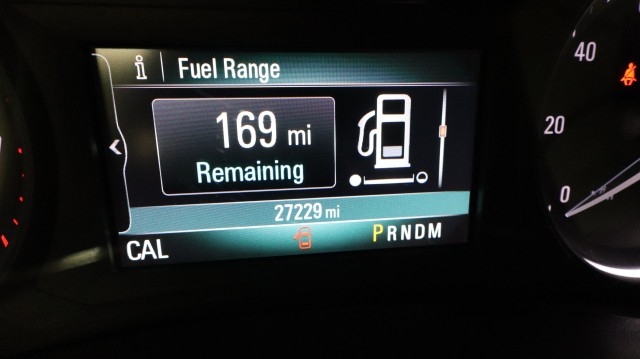 i Fuel Range
169 mi
Remaining
27229 mi
CAL
PRNDM
40
20
0